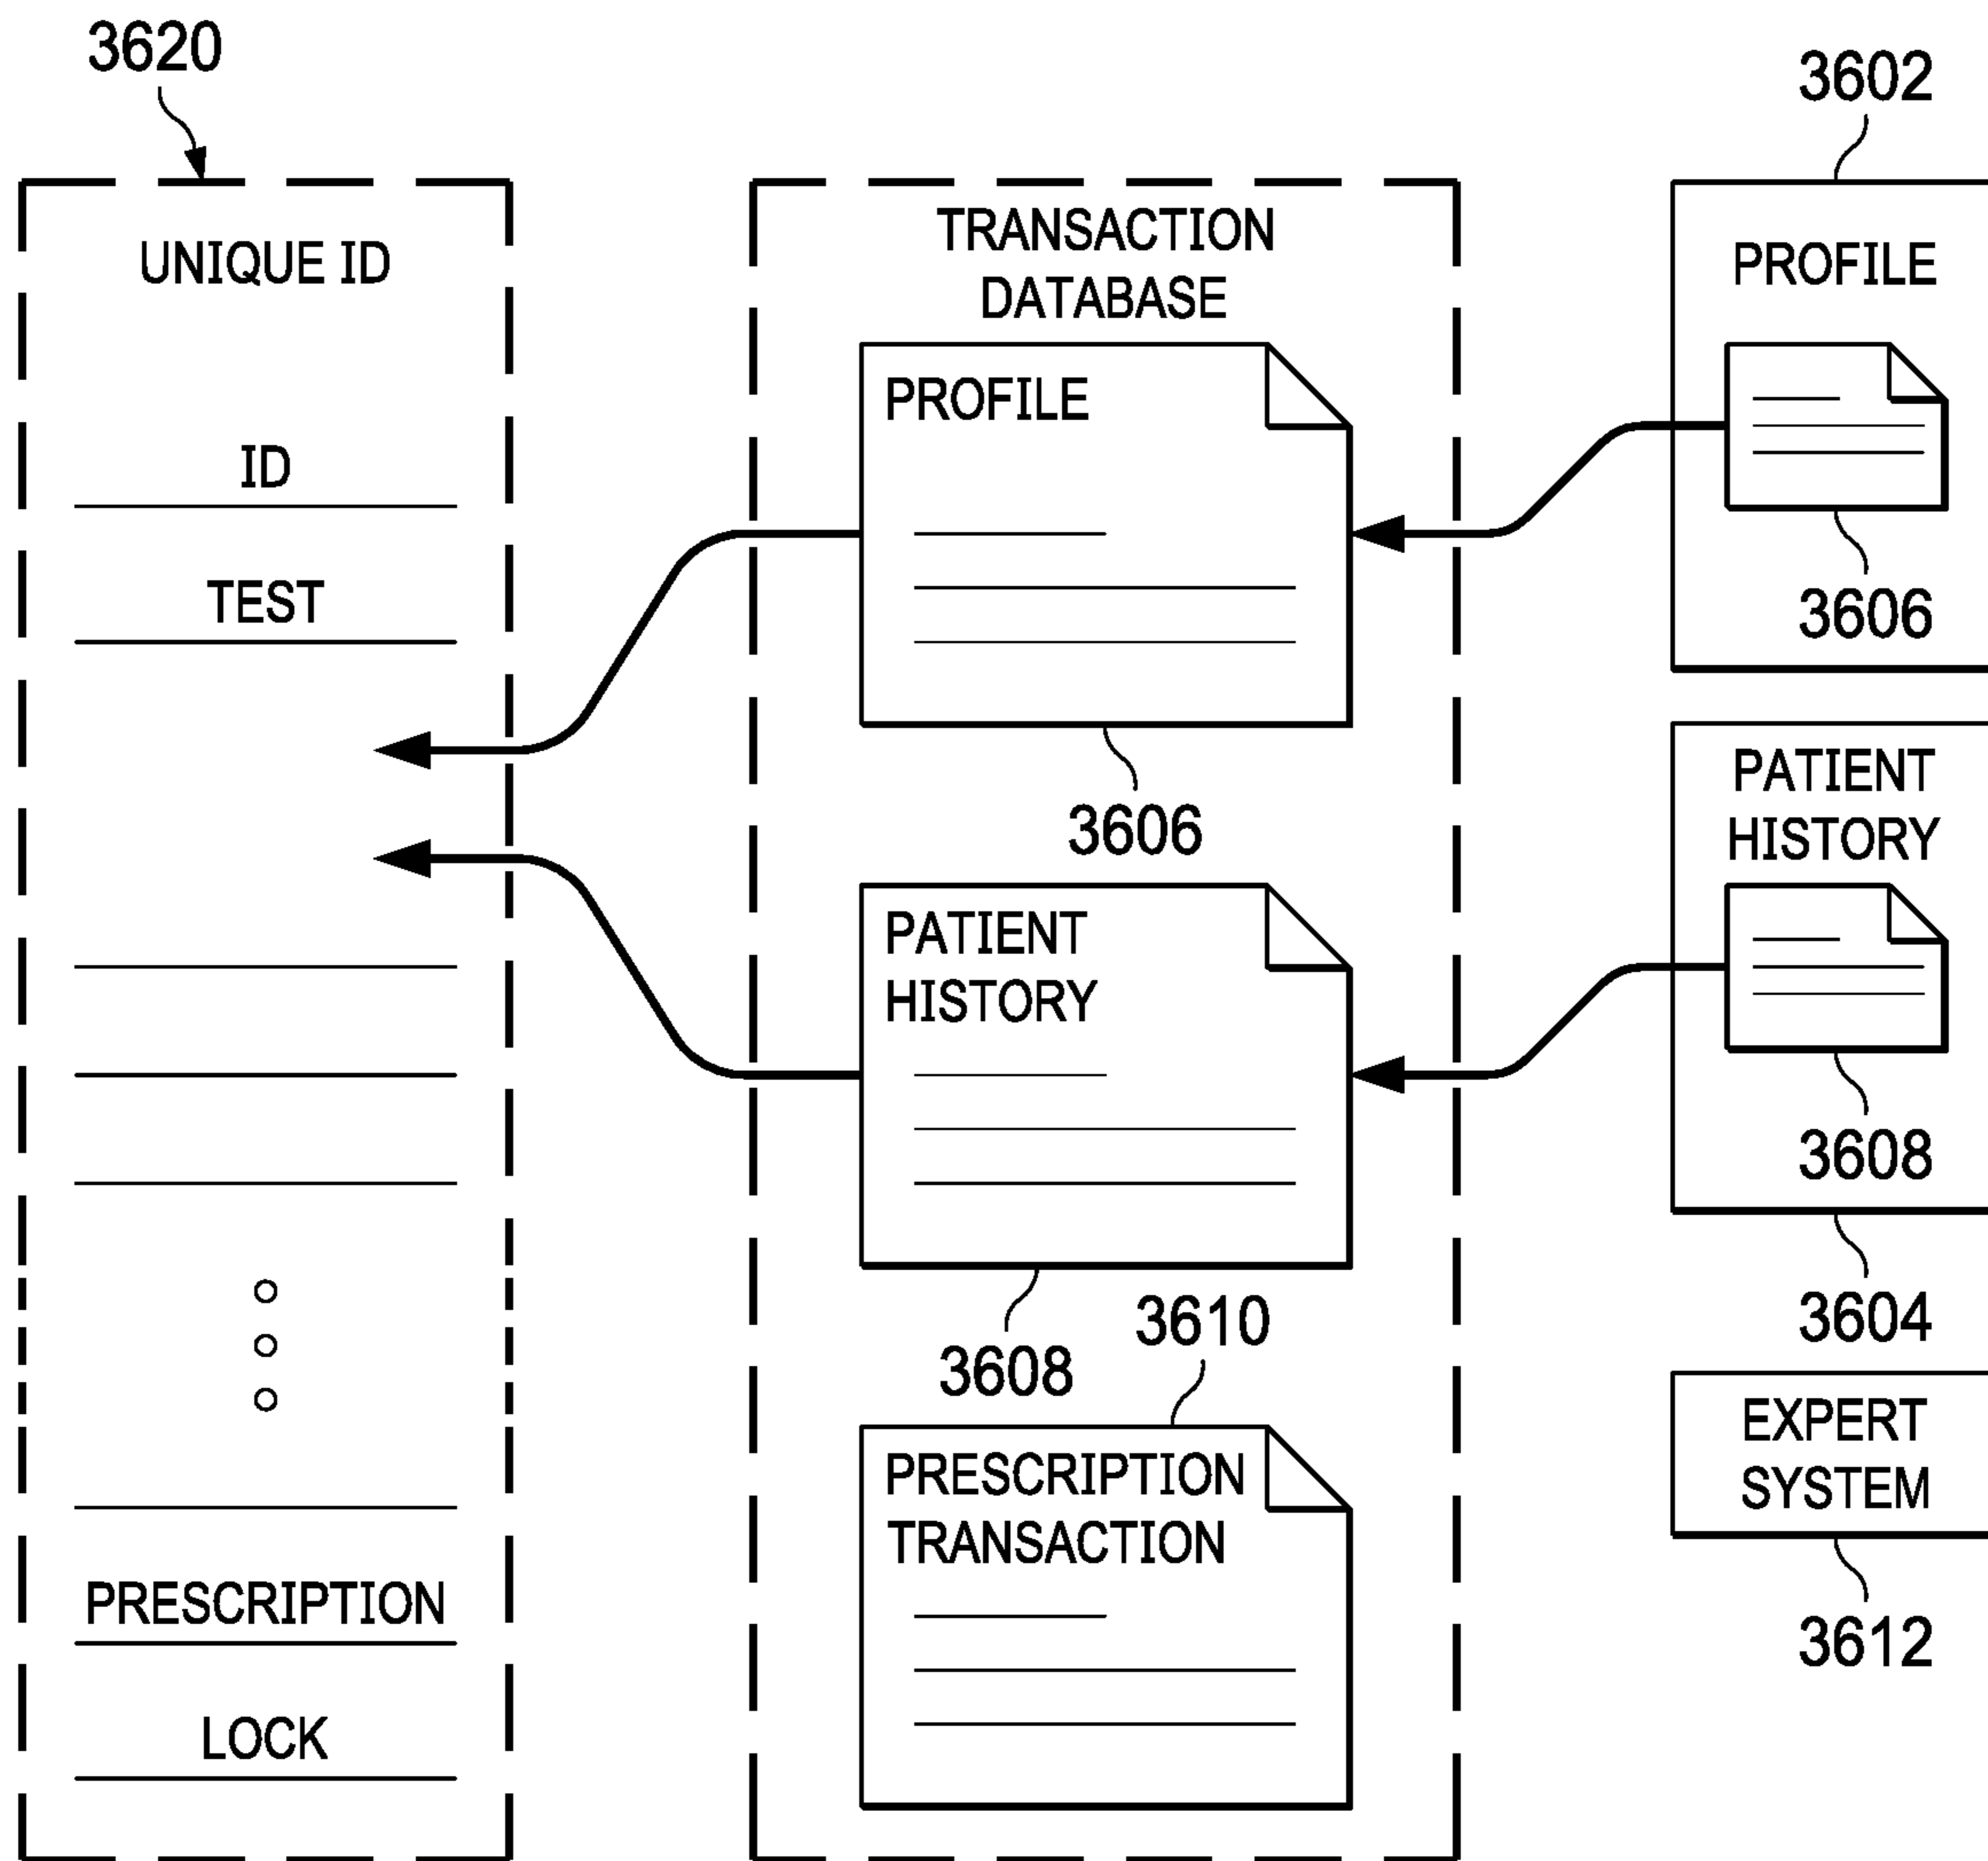 3620
UNIQUE ID
ID
TEST
PRESCRIPTION
LOCK
TRANSACTION
DATABASE
PROFILE
3606
PATIENT
HISTORY
3608
3610
PRESCRIPTION
TRANSACTION
3602
PROFILE
3606
PATIENT
HISTORY
3608
3604
EXPERT
SYSTEM
3612